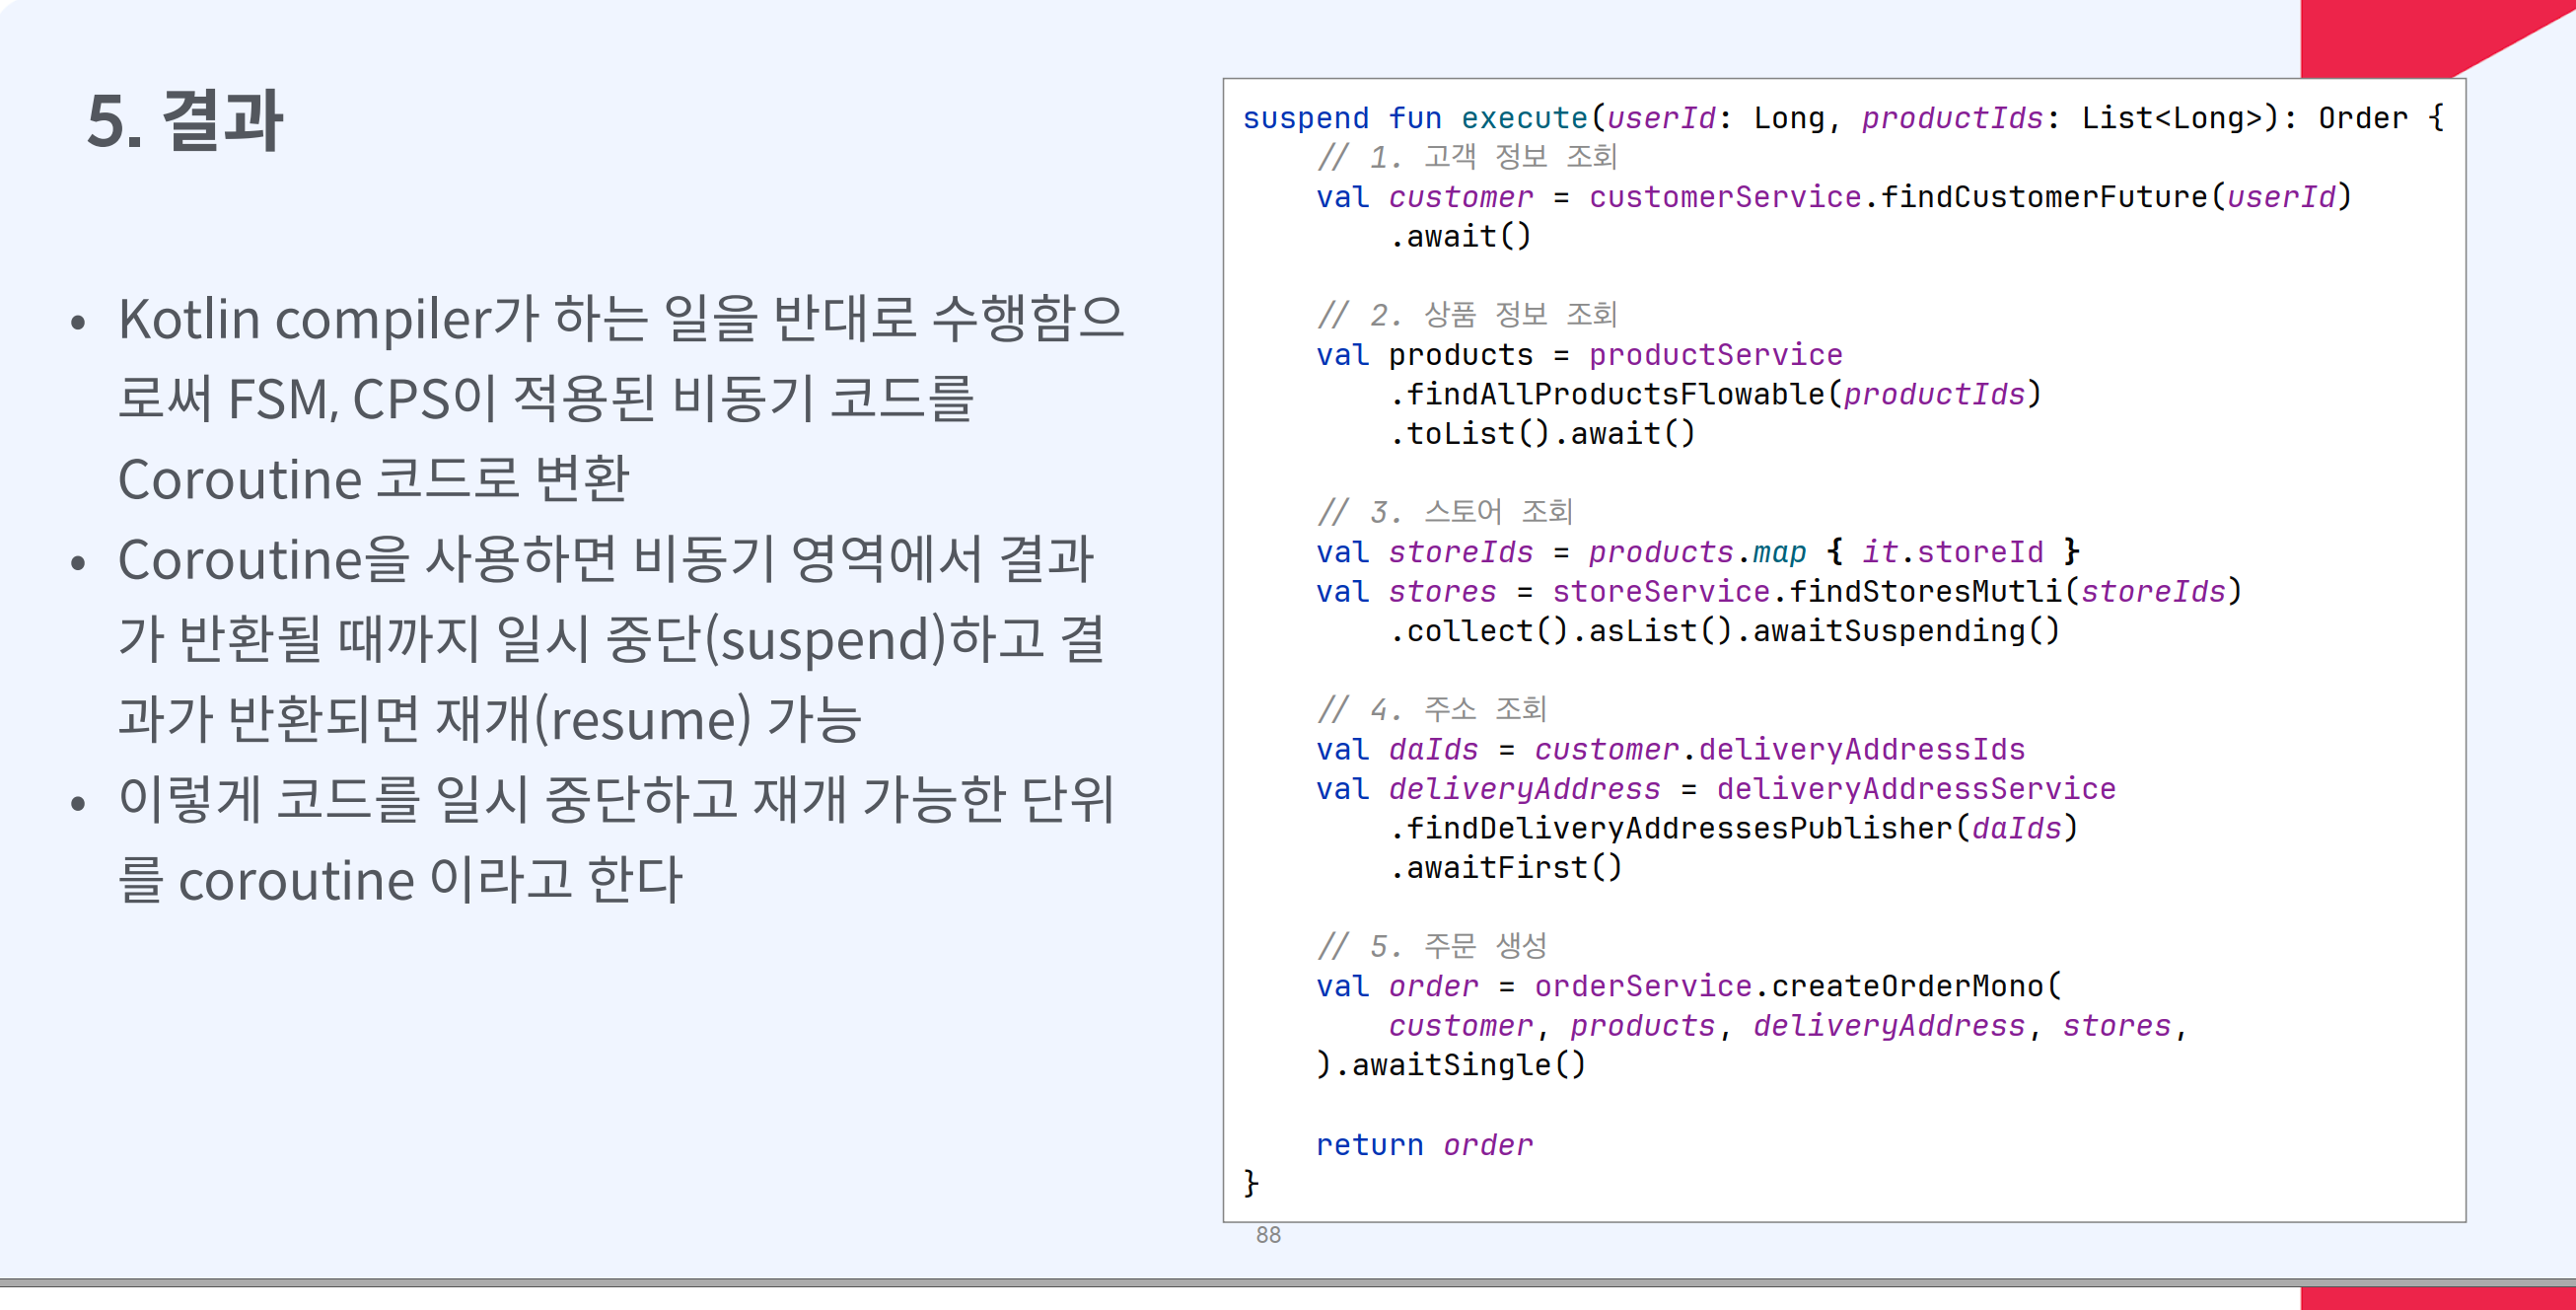 5. 결과
• Kotlin compiler가 하는 일을 반대로 수행함으
로써 FSM, CPS이 적용된 비동기 코드를
Coroutine 코드로 변환
• Coroutine을 사용하면 비동기 영역에서 결과
가 반환될 때까지 일시 중단(suspend)하고 결
과가 반환되면 재개(resume) 가능
• 이렇게 코드를 일시 중단하고 재개 가능한 단위
를 coroutine 이라고 한다
suspend fun execute(userId: Long, productIds: List<Long>): Order {
    // 1. 고객 정보 조회
    val customer = customerService.findCustomerFuture(userId)
        .await()
    // 2. 상품 정보 조회
    val products = productService
        .findAllProductsFlowable(productIds)
        .toList().await()
    // 3. 스토어 조회
    val storeIds = products.map { it.storeId }
    val stores = storeService.findStoresMutli(storeIds)
        .collect().asList().awaitSuspending()
    // 4. 주소 조회
    val daIds = customer.deliveryAddressIds
    val deliveryAddress = deliveryAddressService
        .findDeliveryAddressesPublisher(daIds)
        .awaitFirst()
    // 5. 주문 생성
    val order = orderService.createOrderMono(
        customer, products, deliveryAddress, stores,
    ).awaitSingle()
    return order
}
88